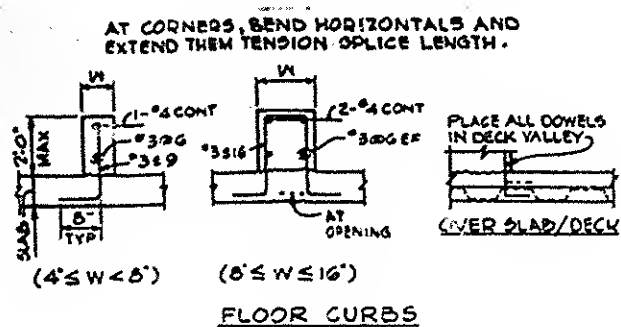 AT CORNERS, BEND HORIZONTALS AND
EXTEND THEM TENSION SPLICE LENGTH.
W
1-#4 CONT
#3@6
#3@9
2'-0"
MAX
SLAB
8"
TYP
(4"≤ W < 8")
W
2-#4 CONT
#3@16
#3@6 EF
AT
OPENING
(8"≤ W ≤ 16")
PLACE ALL DOWELS
IN DECK VALLEY
OVER SLAB/DECK
FLOOR CURBS